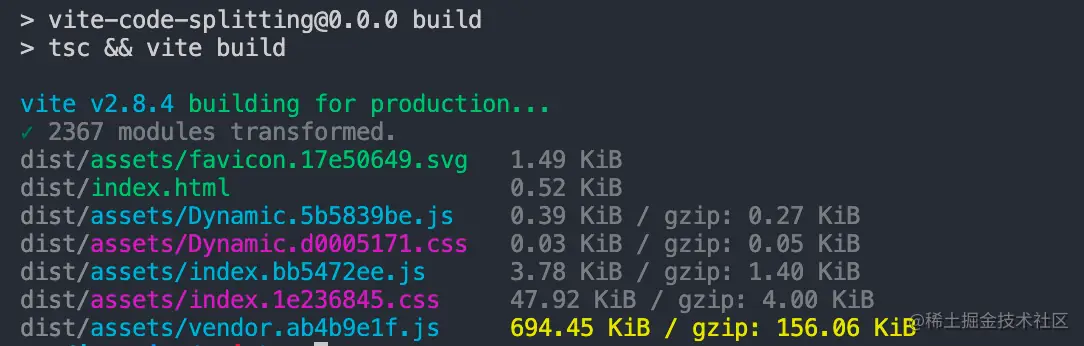 > vite-code-splitting@0.0.0 build
> tsc && vite build
vite v2.8.4 building for production...
✓ 2367 modules transformed.
dist/assets/favicon.17e50649.svg 1.49 KiB
dist/index.html 0.52 KiB
dist/assets/Dynamic.5b5839be.js 0.39 KiB / gzip: 0.27 KiB
dist/assets/Dynamic.d0005171.css 0.03 KiB / gzip: 0.05 KiB
dist/assets/index.bb5472ee.js 3.78 KiB / gzip: 1.40 KiB
dist/assets/index.1e236845.css 47.92 KiB / gzip: 4.00 KiB
dist/assets/vendor.ab4b9e1f.js 694.45 KiB / gzip: 156.06 KiB
@稀土掘金技术社区